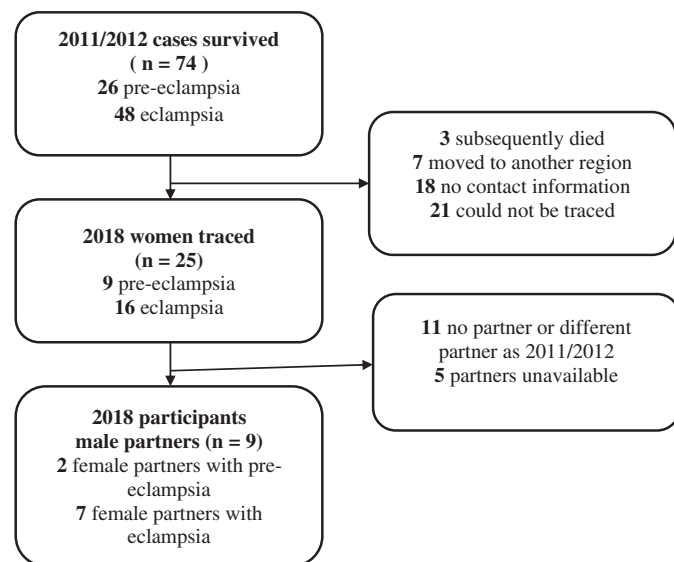 2011/2012 cases survived
( n = 74 )
26 pre-eclampsia
48 eclampsia
3 subsequently died
7 moved to another region
18 no contact information
21 could not be traced
2018 women traced
(n = 25)
9 pre-eclampsia
16 eclampsia
11 no partner or different
partner as 2011/2012
5 partners unavailable
2018 participants
male partners (n = 9)
2 female partners with pre-
eclampsia
7 female partners with
eclampsia